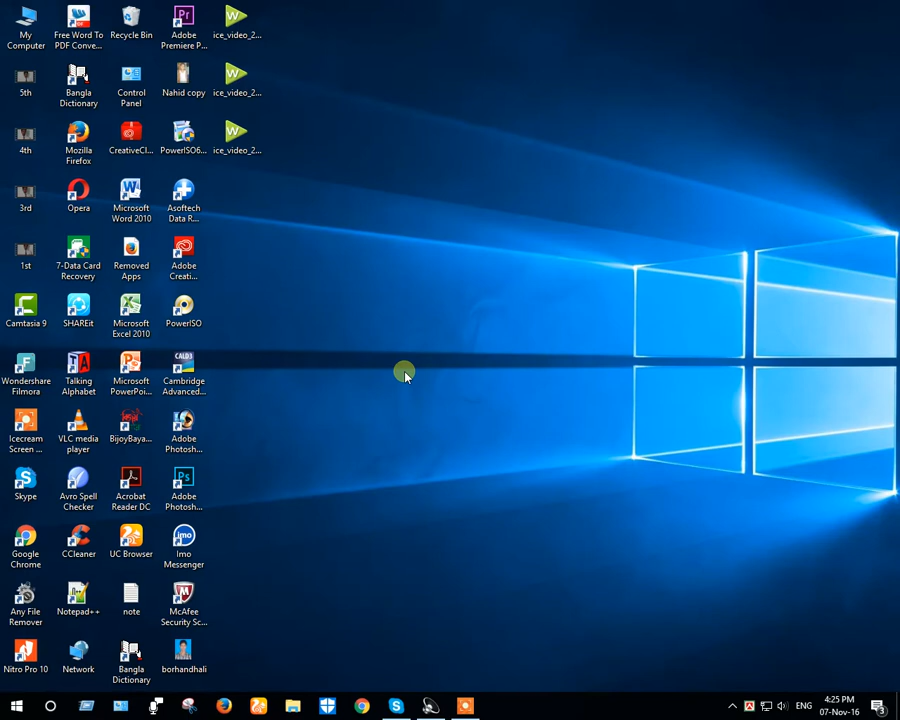 My
Computer
Free Word To
PDF Conve...
Recycle Bin
Adobe
Premiere P...
ice_video_2...
5th
Bangla
Dictionary
Control
Panel
Nahid copy
ice_video_2...
4th
Mozilla
Firefox
CreativeCl...
PowerISO6...
ice_video_2...
3rd
Opera
Microsoft
Word 2010
Asoftech
Data R...
1st
7-Data Card
Recovery
Removed
Apps
Adobe
Creati...
Camtasia 9
SHAREit
Microsoft
Excel 2010
PowerISO
Wondershare
Filmora
Talking
Alphabet
Microsoft
PowerPoi...
CALD3
Cambridge
Advanced...
Icecream
Screen ...
VLC media
player
BijoyBaya...
Adobe
Photosh...
Skype
Avro Spell
Checker
Acrobat
Reader DC
Adobe
Photosh...
Google
Chrome
CCleaner
UC Browser
imo
Imo
Messenger
Any File
Remover
Notepad++
note
McAfee
Security Sc...
Nitro Pro 10
Network
Bangla
Dictionary
borhandhali
ENG
4:25 PM
07-Nov-16
3